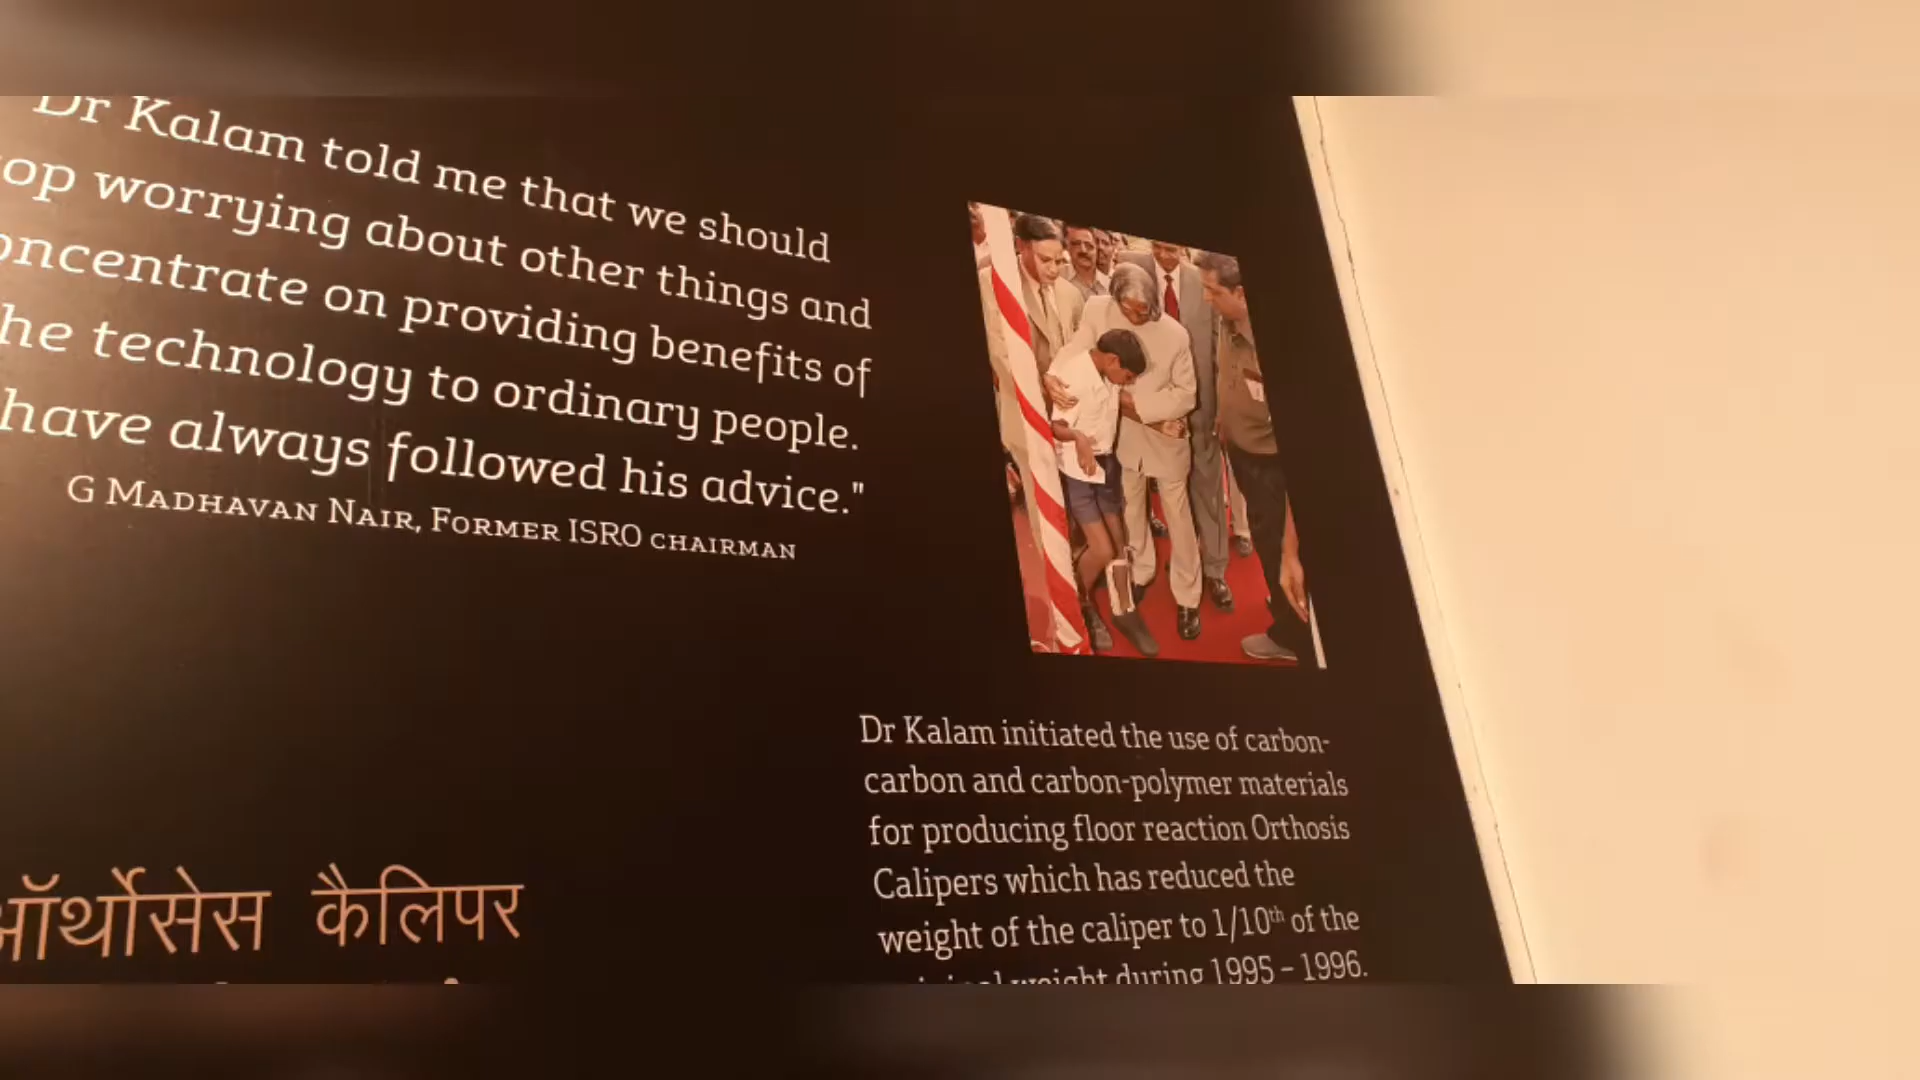 Dr Kalam told me that we should
worrying about other things and
on providing benefits of
technology to ordinary people.
have always followed his advice."
G MADHAVAN NAIR, FORMER ISRO CHAIRMAN
Dr Kalam initiated the use of carbon-
carbon and carbon-polymer materials
for producing floor reaction Orthosis
Calipers which has reduced the
weight of the caliper to 1/10th of the
weight during 1995 – 1996.
ऑर्थोसेस कैलिपर